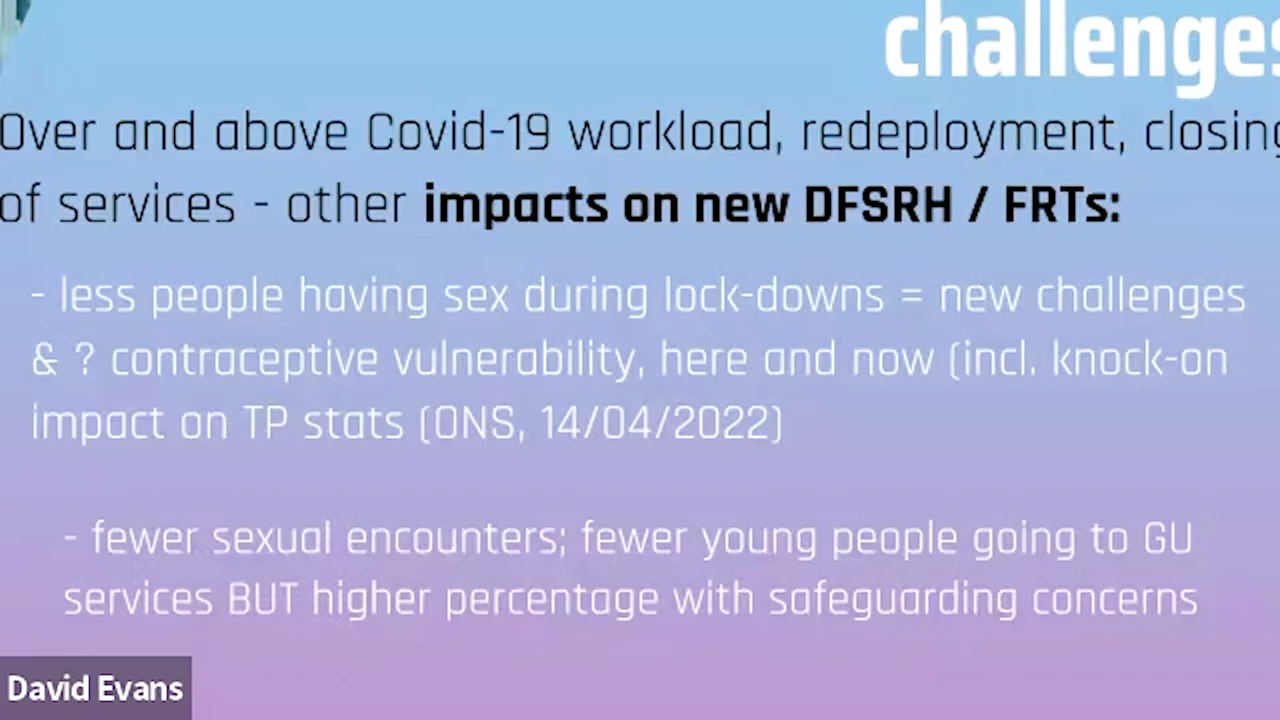 challenges
Over and above Covid-19 workload, redeployment, closing
of services - other impacts on new DFSRH / FRTs:
- less people having sex during lock-downs = new challenges
& ? contraceptive vulnerability, here and now (incl. knock-on
impact on TP stats (ONS, 14/04/2022)
- fewer sexual encounters; fewer young people going to GU
services BUT higher percentage with safeguarding concerns
David Evans